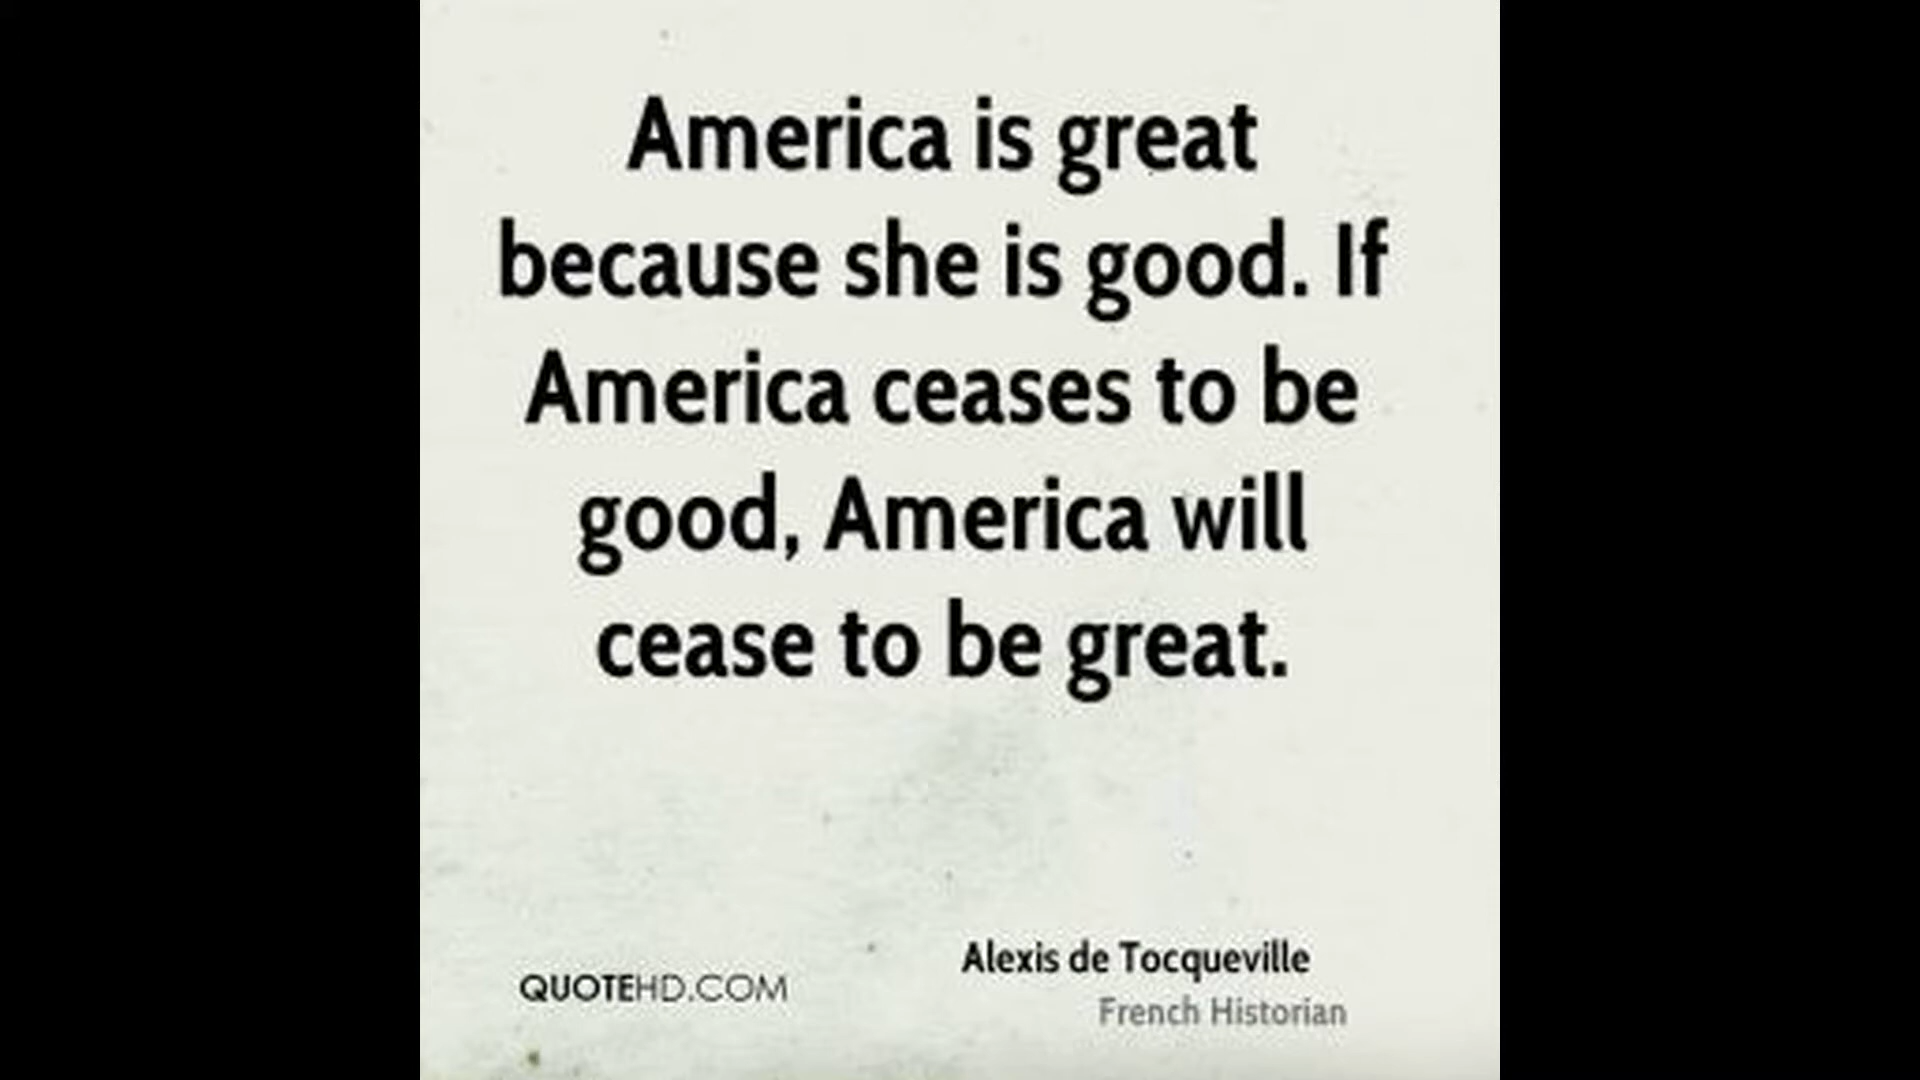 America is great
because she is good. If
America ceases to be
good, America will
cease to be great.
Alexis de Tocqueville
QUOTEHD.COM
French Historian